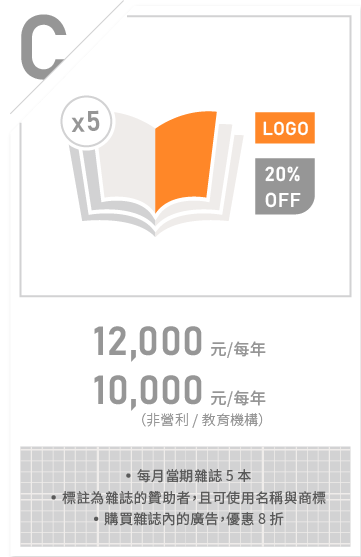 C
x5
LOGO
20%
OFF
12,000 元/每年
10,000 元/每年
(非營利 / 教育機構)
• 每月當期雜誌 5 本
• 標註為雜誌的贊助者,且可使用名稱與商標
• 購買雜誌內的廣告,優惠 8 折